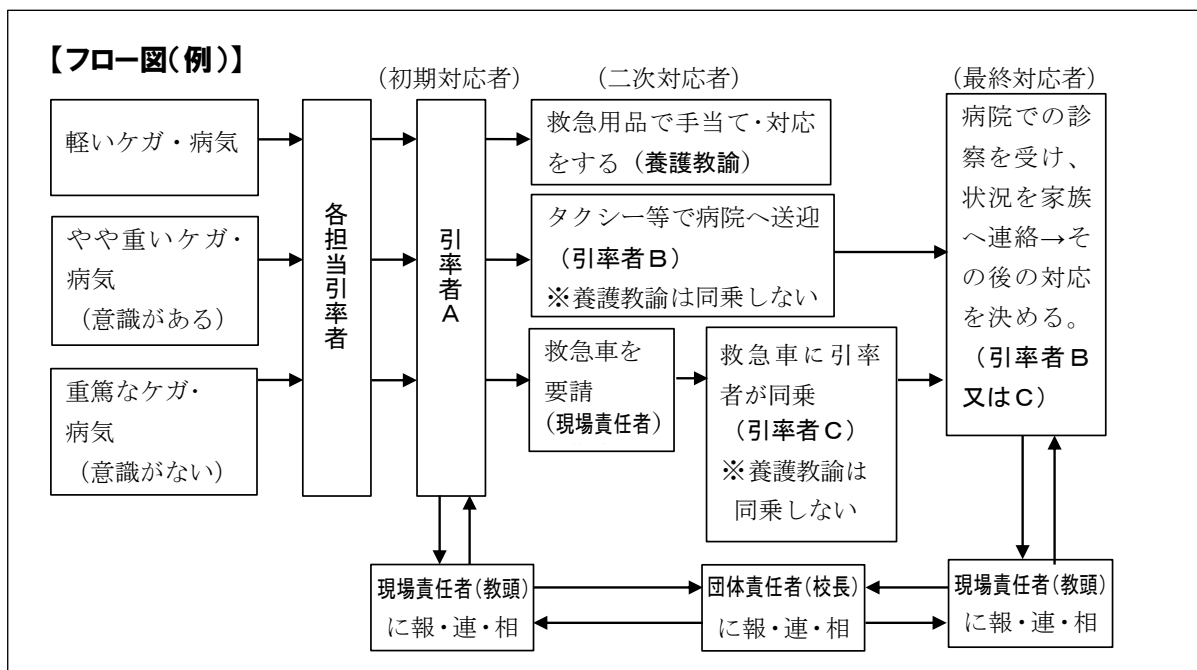 【フロー図（例）】
（初期対応者）
（二次対応者）
（最終対応者）
軽いケガ・病気
やや重いケガ・
病気
（意識がある）
重篤なケガ・
病気
（意識がない）
各担当引率者
引率者A
救急用品で手当て・対応
をする（養護教諭）
タクシー等で病院へ送迎
（引率者B）
※養護教諭は同乗しない
救急車を
要請
（現場責任者）
救急車に引率
者が同乗
（引率者C）
※養護教諭は
同乗しない
病院での診
察を受け、
状況を家族
へ連絡→そ
の後の対応
を決める。
（引率者B
又はC）
現場責任者（教頭）
に報・連・相
団体責任者（校長）
に報・連・相
現場責任者（教頭）
に報・連・相